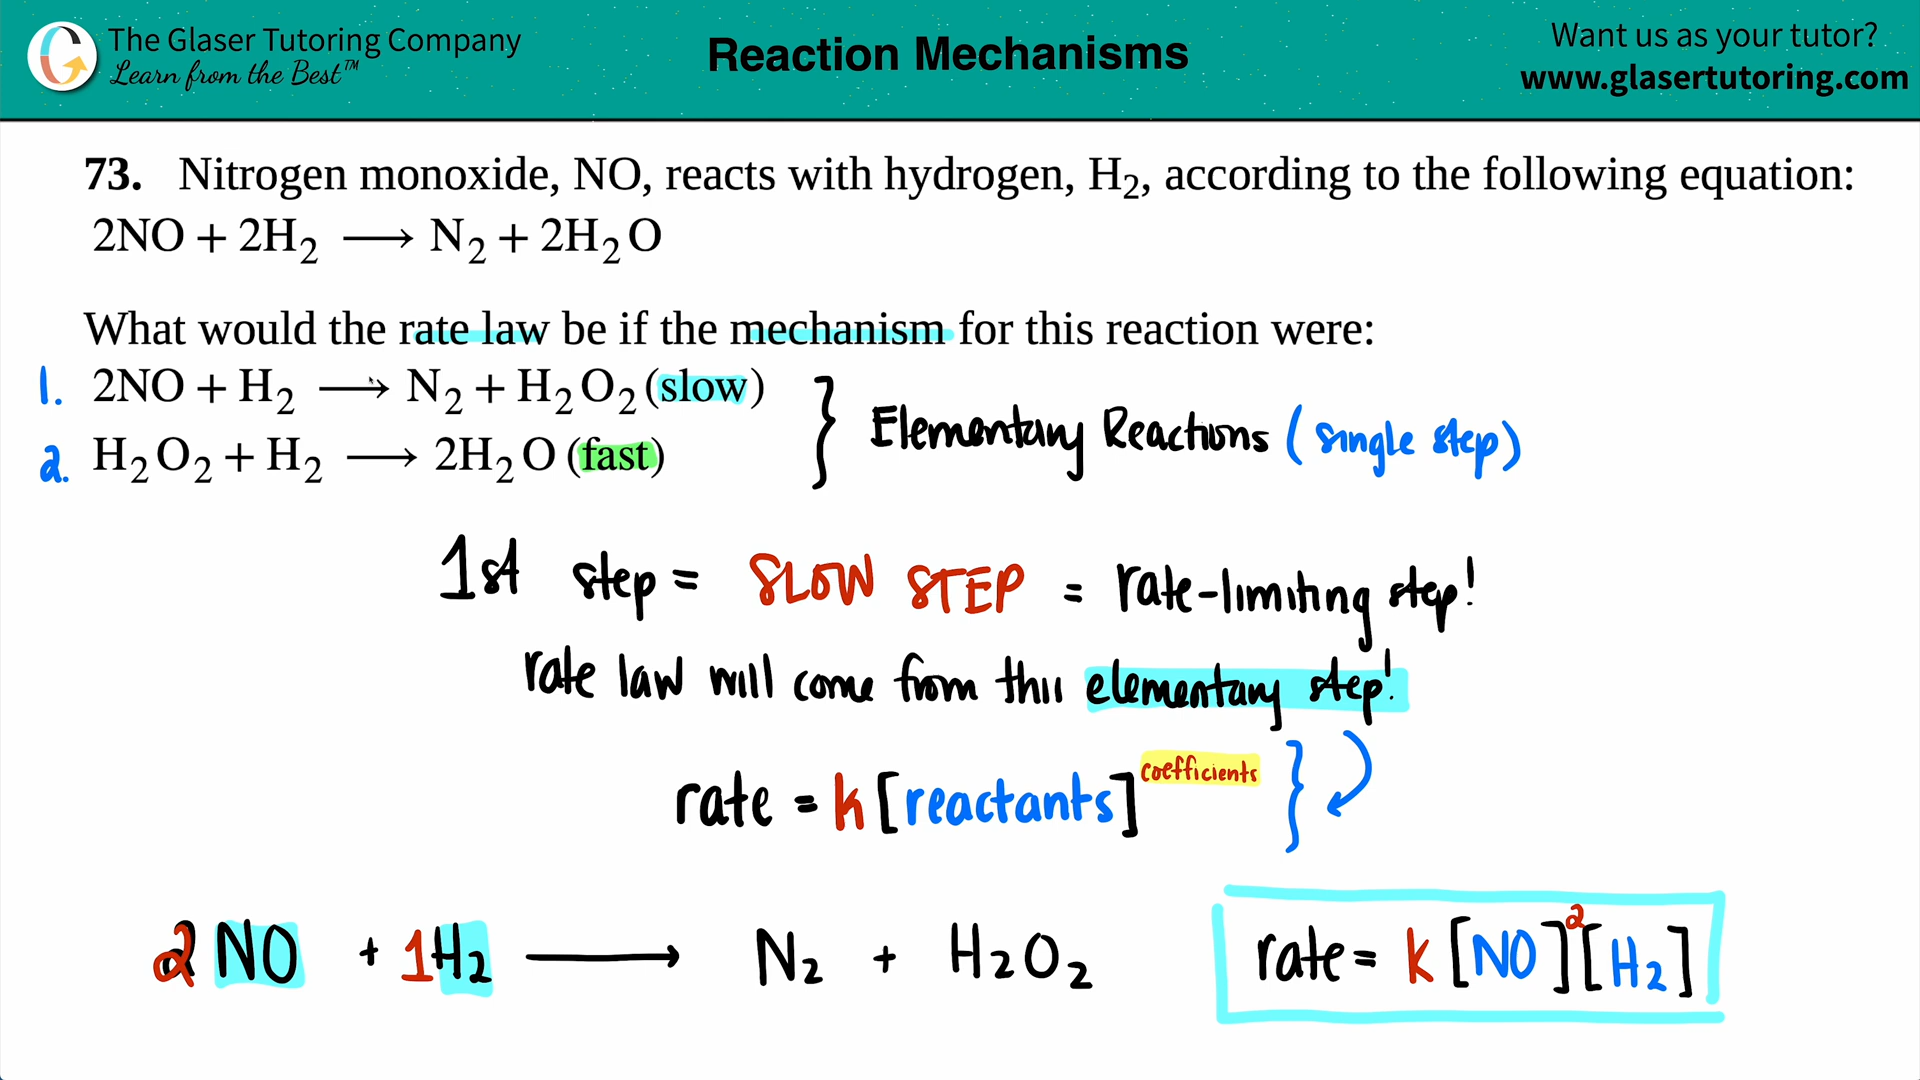 The Glaser Tutoring Company
Learn from the Best™
Reaction Mechanisms
Want us as your tutor?
www.glasertutoring.com
73. Nitrogen monoxide, NO, reacts with hydrogen, H₂, according to the following equation:
2NO + 2H₂ ⟶ N₂ + 2H₂O
What would the rate law be if the mechanism for this reaction were:
1. 2NO + H₂ ⟶ N₂ + H₂O₂ (slow)
2. H₂O₂ + H₂ ⟶ 2H₂O (fast)
} Elementary Reactions (single step)
1st step = SLOW STEP = rate-limiting step!
rate law will come from this elementary step!
rate = k [reactants]^coefficients
2 NO + 1H₂ ⟶ N₂ + H₂O₂
rate = k [NO]²[H₂]